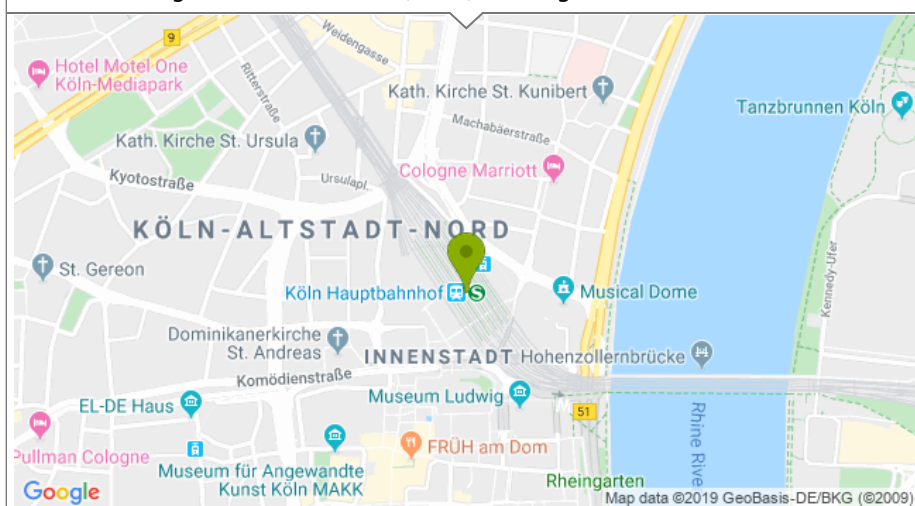 9
Weidengasse
Hotel Motel One
Köln-Mediapark
Ritterstraße
Kath. Kirche St. Kunibert
Tanzbrunnen Köln
Machabäerstraße
Kath. Kirche St. Ursula
Cologne Marriott
Kyotostraße
Ursulapl.
KÖLN-ALTSTADT-NORD
St. Gereon
Kennedy-Ufer
Köln Hauptbahnhof
S
Musical Dome
Dominikanerkirche
St. Andreas
INNENSTADT
Hohenzollernbrücke
Komödienstraße
Museum Ludwig
EL-DE Haus
51
Rhine Rive
FRÜH am Dom
Pullman Cologne
Museum für Angewandte
Kunst Köln MAKK
Rheingarten
Google
Map data ©2019 GeoBasis-DE/BKG (©2009)